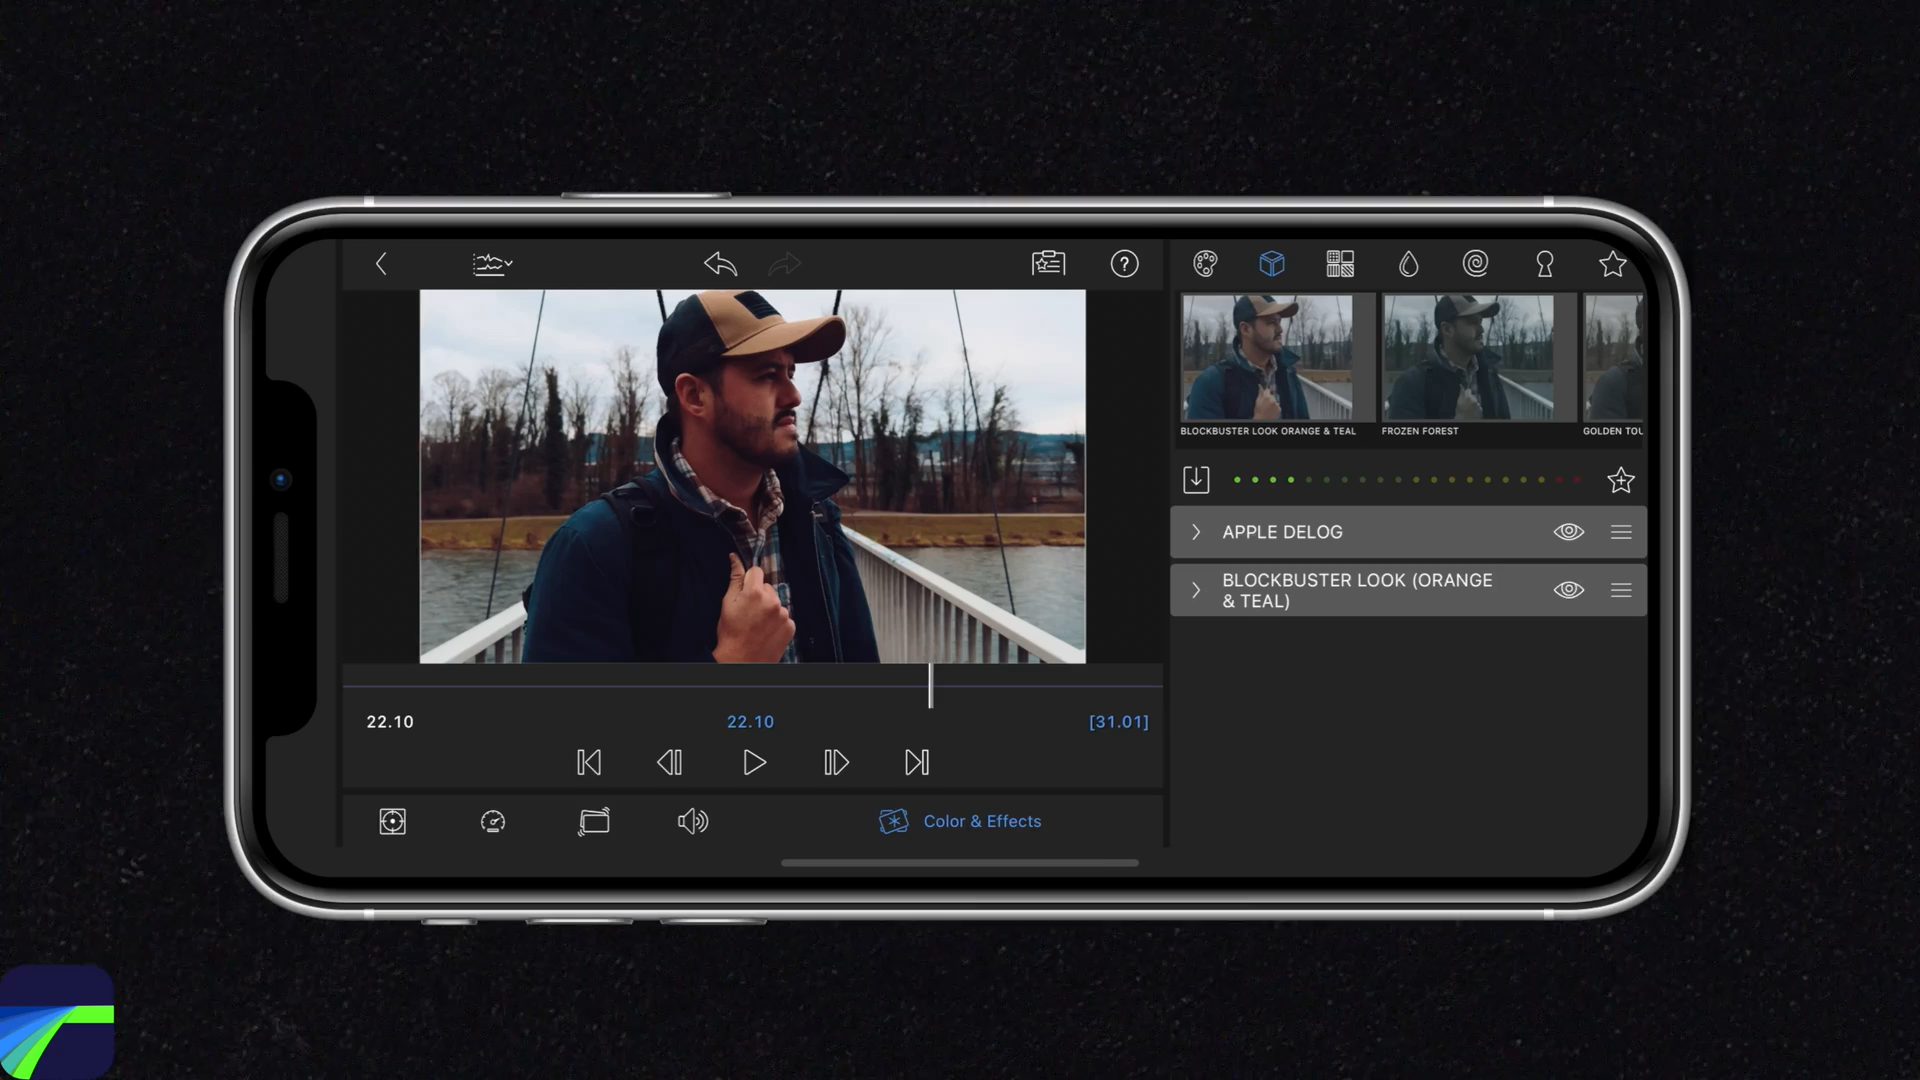 ?
BLOCKBUSTER LOOK ORANGE & TEAL
FROZEN FOREST
GOLDEN TOU
APPLE DELOG
BLOCKBUSTER LOOK (ORANGE
& TEAL)
22.10
22.10
[31.01]
Color & Effects